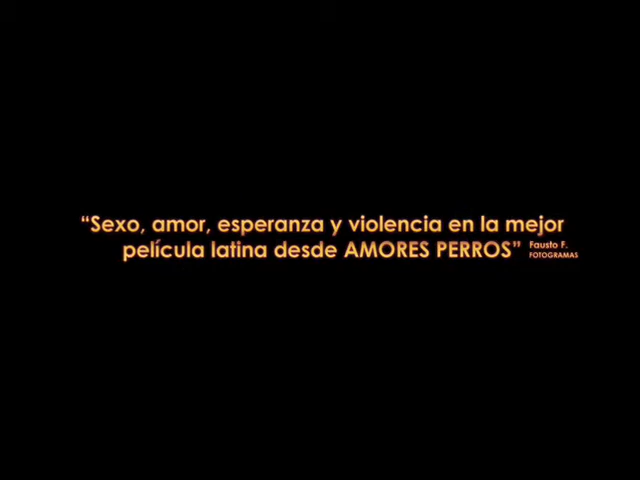 “Sexo, amor, esperanza y violencia en la mejor
película latina desde AMORES PERROS” Fausto F.
FOTOGRAMAS